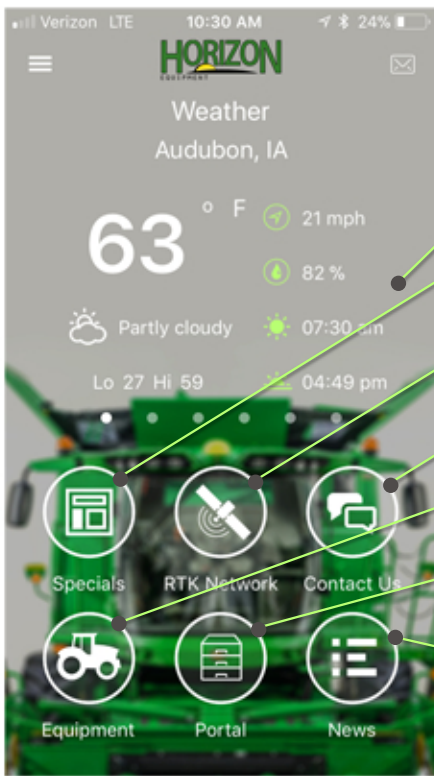 Verizon LTE 10:30 AM 24%
HORIZON
EQUIPMENT
Weather
Audubon, IA
63 ° F
21 mph
82 %
Partly cloudy
07:30 am
Lo 27 Hi 59
04:49 pm
Specials RTK Network Contact Us
Equipment Portal News